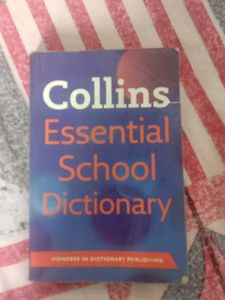 Collins
Essential
School
Dictionary
PIONEERS IN DICTIONARY PUBLISHING